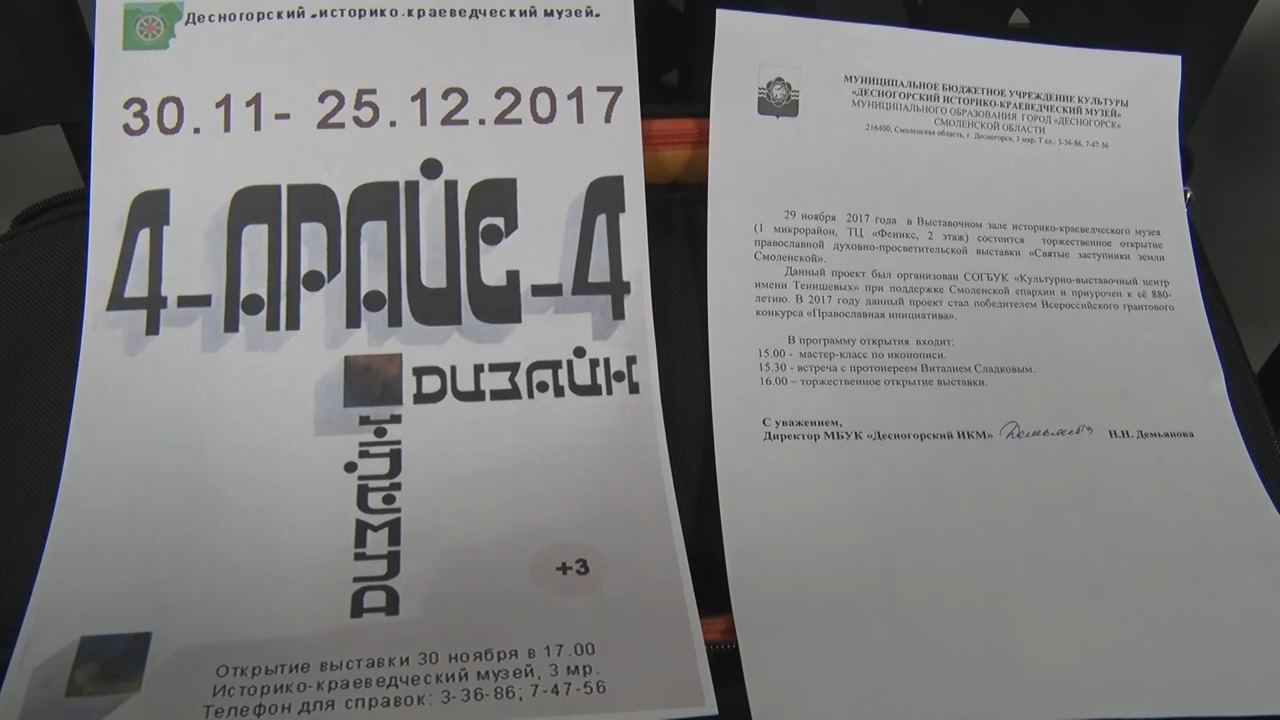 Десногорский „историко-краеведческий музей.
30.11- 25.12.2017
4-ПРАЙС-4
ДИЗАЙН
ДИЗАЙН
+3
Открытие выставки 30 ноября в 17.00
Историко-краеведческий музей, 3 мр.
Телефон для справок: 3-36-86; 7-47-56
МУНИЦИПАЛЬНОЕ БЮДЖЕТНОЕ УЧРЕЖДЕНИЕ КУЛЬТУРЫ
«ДЕСНОГОРСКИЙ ИСТОРИКО-КРАЕВЕДЧЕСКИЙ МУЗЕЙ»
МУНИЦИПАЛЬНОГО ОБРАЗОВАНИЯ ГОРОД «ДЕСНОГОРСК»
СМОЛЕНСКОЙ ОБЛАСТИ
216400, Смоленская область, г. Десногорск, 3 мкр. Т ел.: 3-36-86, 7-47-56
29 ноября 2017 года в Выставочном зале историко-краеведческого музея
(1 микрорайон, ТЦ «Феникс, 2 этаж) состоится торжественное открытие
православной духовно-просветительской выставки «Святые заступники земли
Смоленской».
Данный проект был организован СОГБУК «Культурно-выставочный центр
имени Тенишевых» при поддержке Смоленской епархии и приурочен к её 880-
летию. В 2017 году данный проект стал победителем Всероссийского грантового
конкурса «Православная инициатива».
В программу открытия входит:
15.00 - мастер-класс по иконописи.
15.30 - встреча с протоиереем Виталием Сладковым.
16.00 – торжественное открытие выставки.
С уважением,
Директор МБУК «Десногорский ИКМ» Н.Н. Демьянова